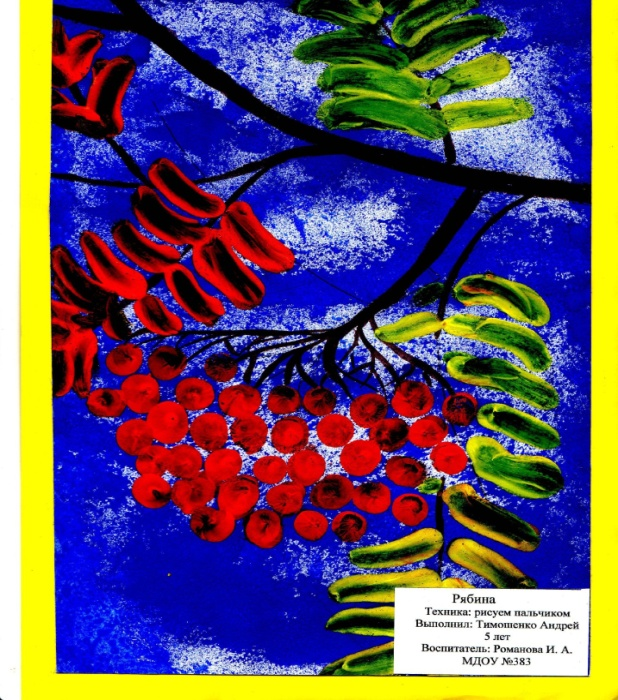 Рябина
Техника: рисуем пальчиком
Выполнил: Тимошенко Андрей
5 лет
Воспитатель: Романова И. А.
МДОУ №383